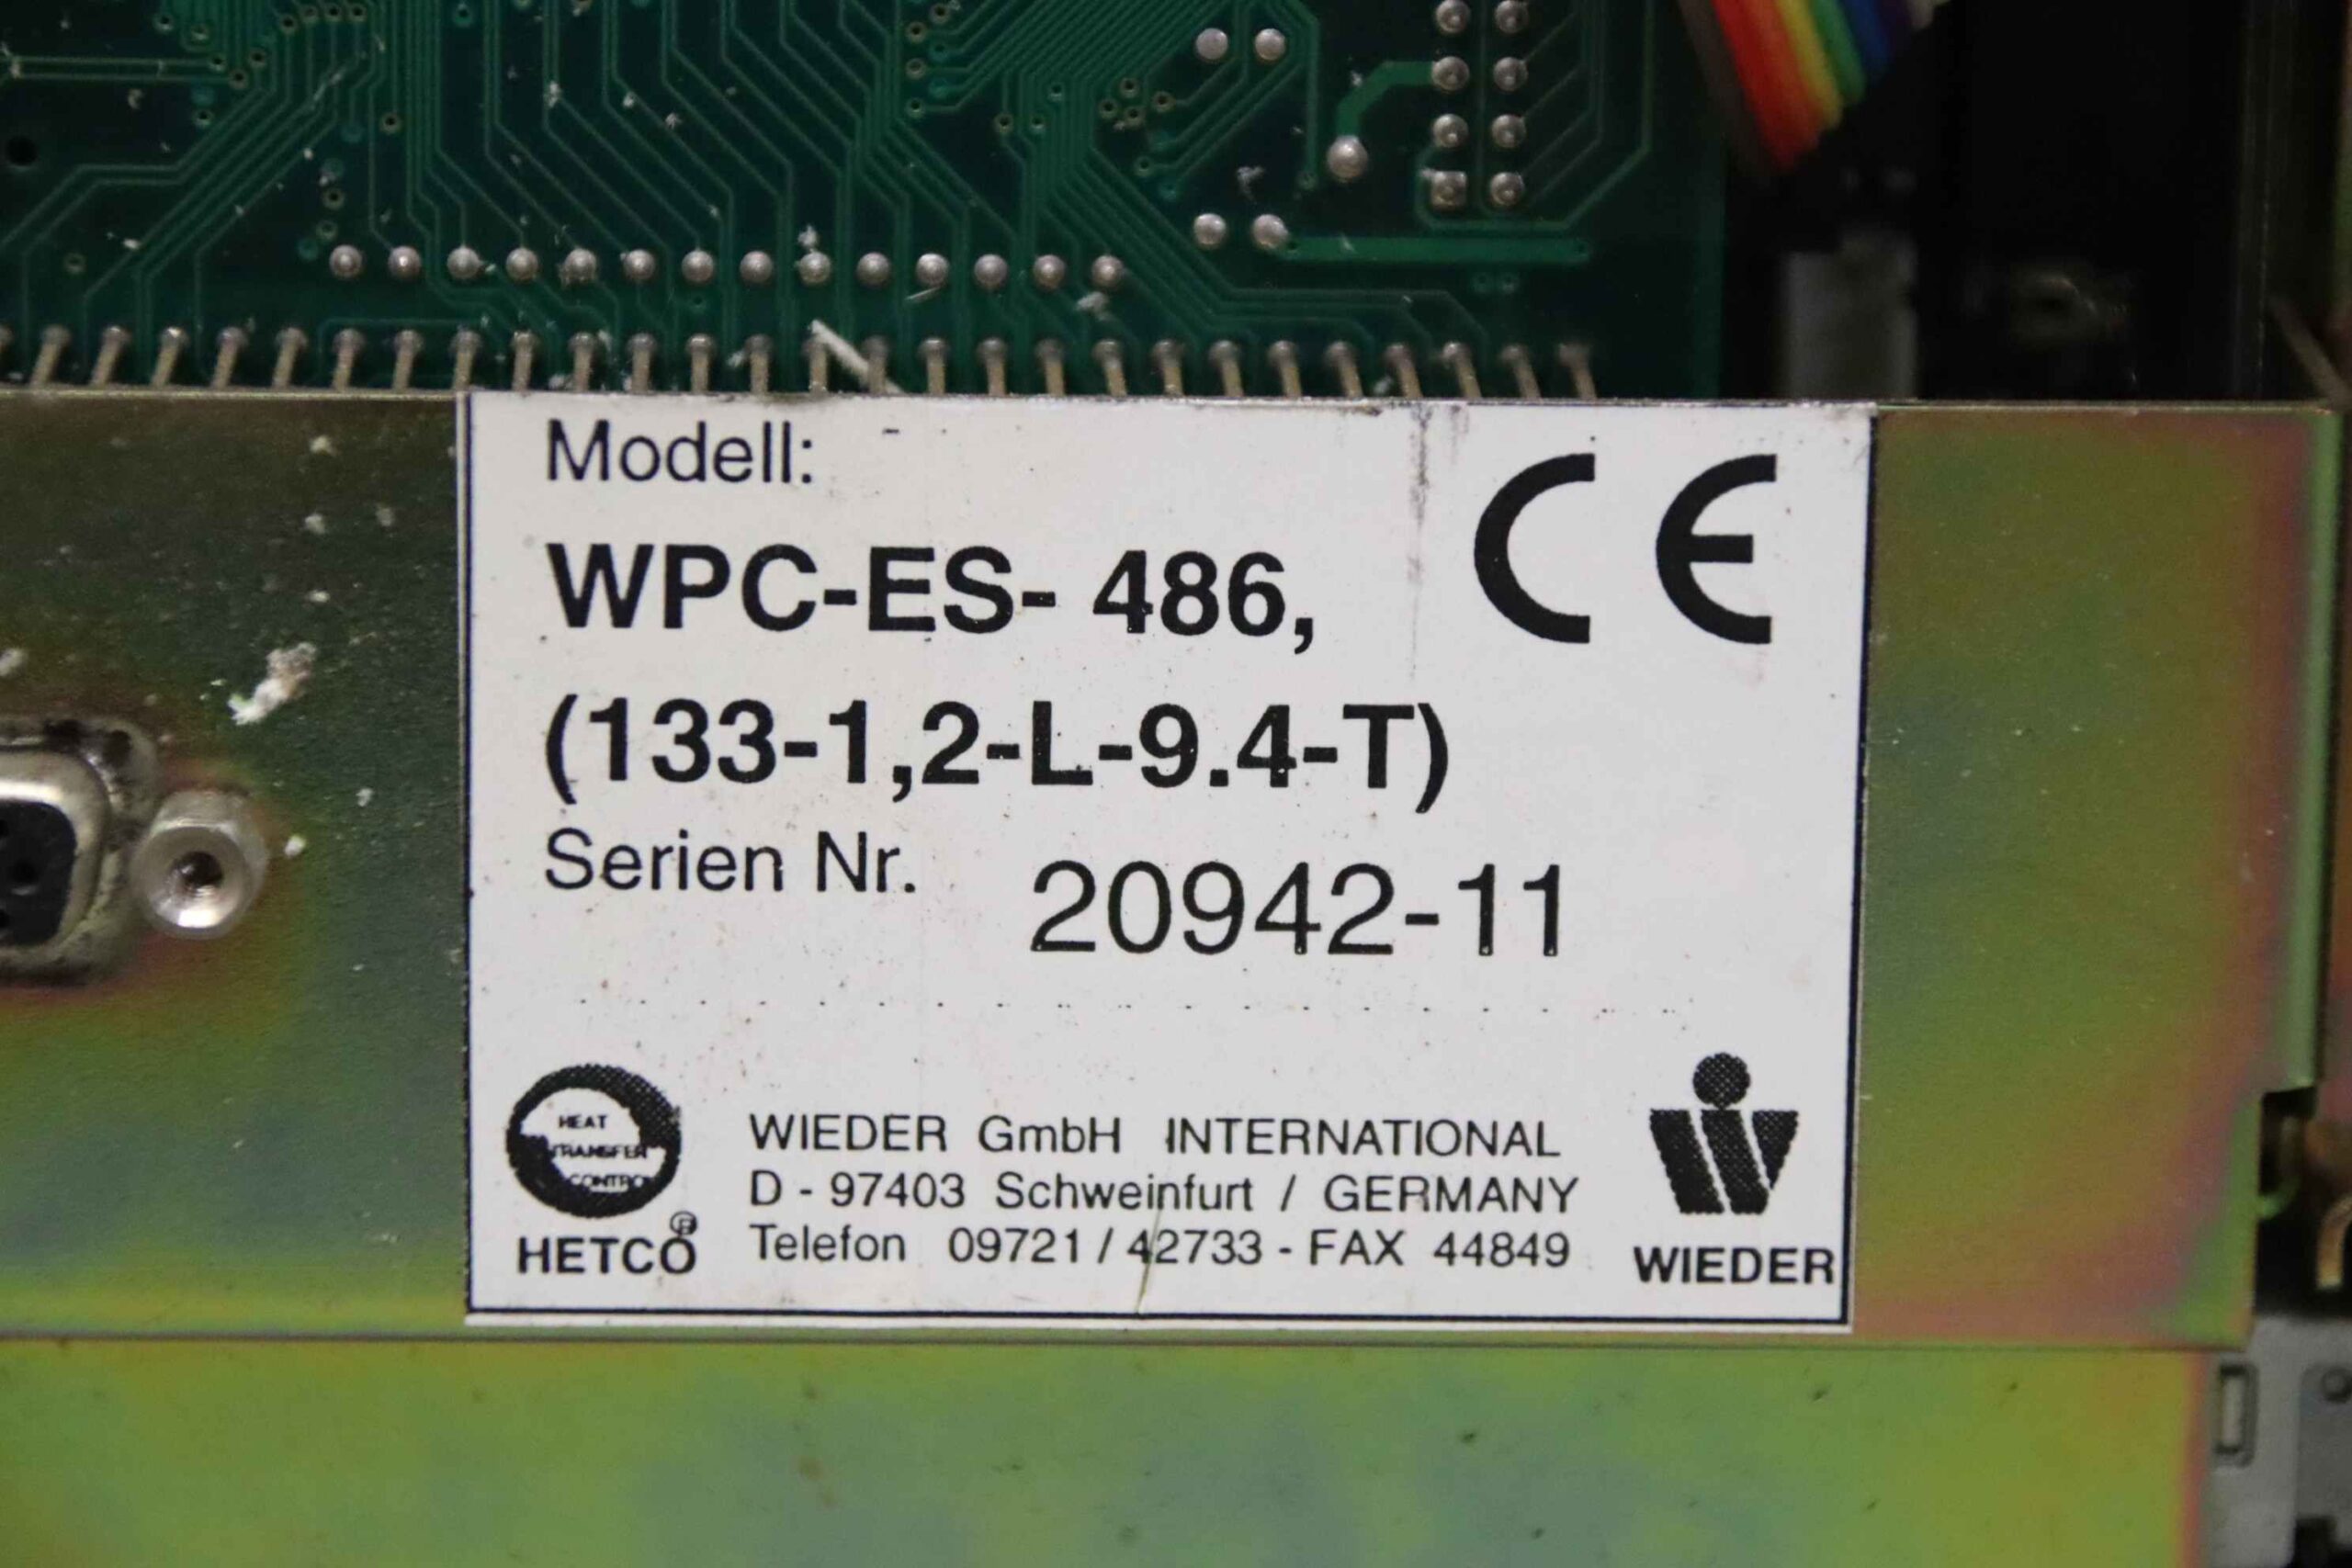 Modell:
CE
WPC-ES- 486,
(133-1,2-L-9.4-T)
Serien Nr.
20942-11
HEAT
TRANSFER
CONTROL
HETCO®
WIEDER GmbH INTERNATIONAL
D - 97403 Schweinfurt / GERMANY
Telefon 09721 / 42733 - FAX 44849
WIEDER